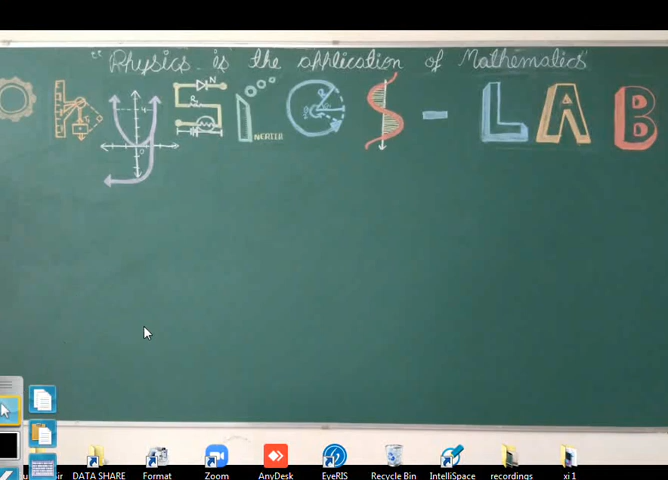 "Physics is the application of Mathematics"
PhySICS - LAB
INERTIA
DATA SHARE Format Zoom AnyDesk EyeRIS Recycle Bin IntelliSpace recordings xi 1